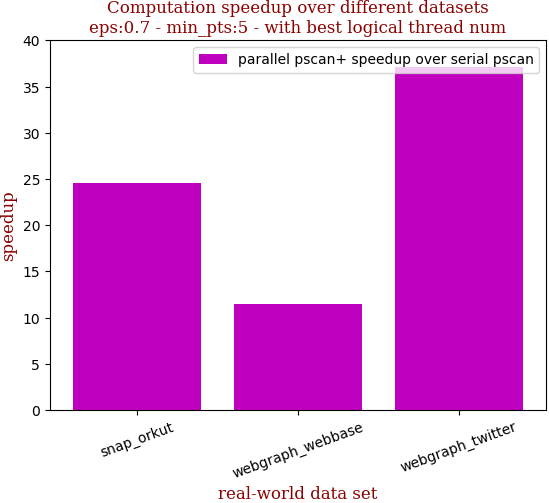 Computation speedup over different datasets
eps:0.7 - min_pts:5 - with best logical thread num
parallel pscan+ speedup over serial pscan
speedup
40
35
30
25
20
15
10
5
0
snap_orkut
webgraph_webbase
webgraph_twitter
real-world data set